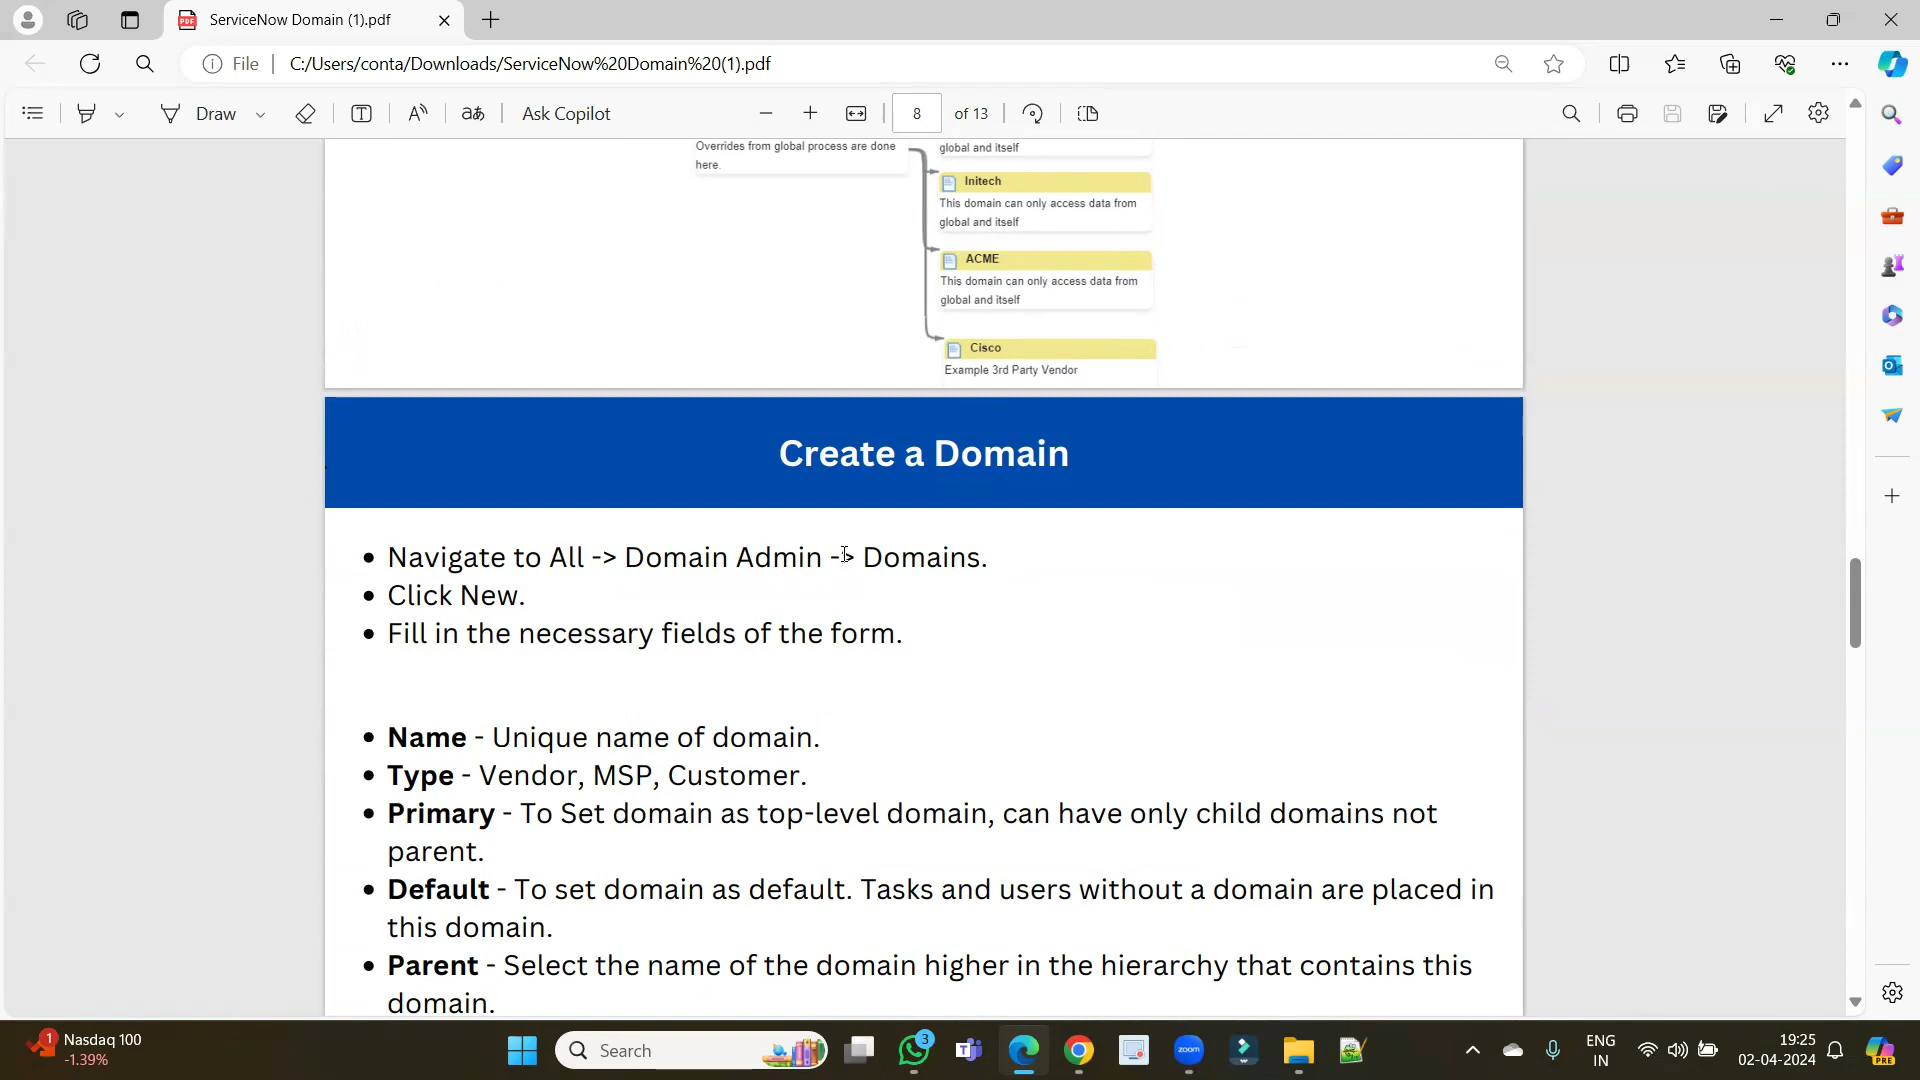 ServiceNow Domain (1).pdf
File
C:/Users/conta/Downloads/ServiceNow%20Domain%20(1).pdf
Draw
Ask Copilot
8 of 13
Overrides from global process are done
here.
global and itself
Initech
This domain can only access data from
global and itself
ACME
This domain can only access data from
global and itself
Cisco
Example 3rd Party Vendor
Create a Domain
• Navigate to All -> Domain Admin -> Domains.
• Click New.
• Fill in the necessary fields of the form.
• Name - Unique name of domain.
• Type - Vendor, MSP, Customer.
• Primary - To Set domain as top-level domain, can have only child domains not
parent.
• Default - To set domain as default. Tasks and users without a domain are placed in
this domain.
• Parent - Select the name of the domain higher in the hierarchy that contains this
domain.
1
Nasdaq 100
-1.39%
Search
3
zoom
ENG
IN
19:25
02-04-2024
PRE